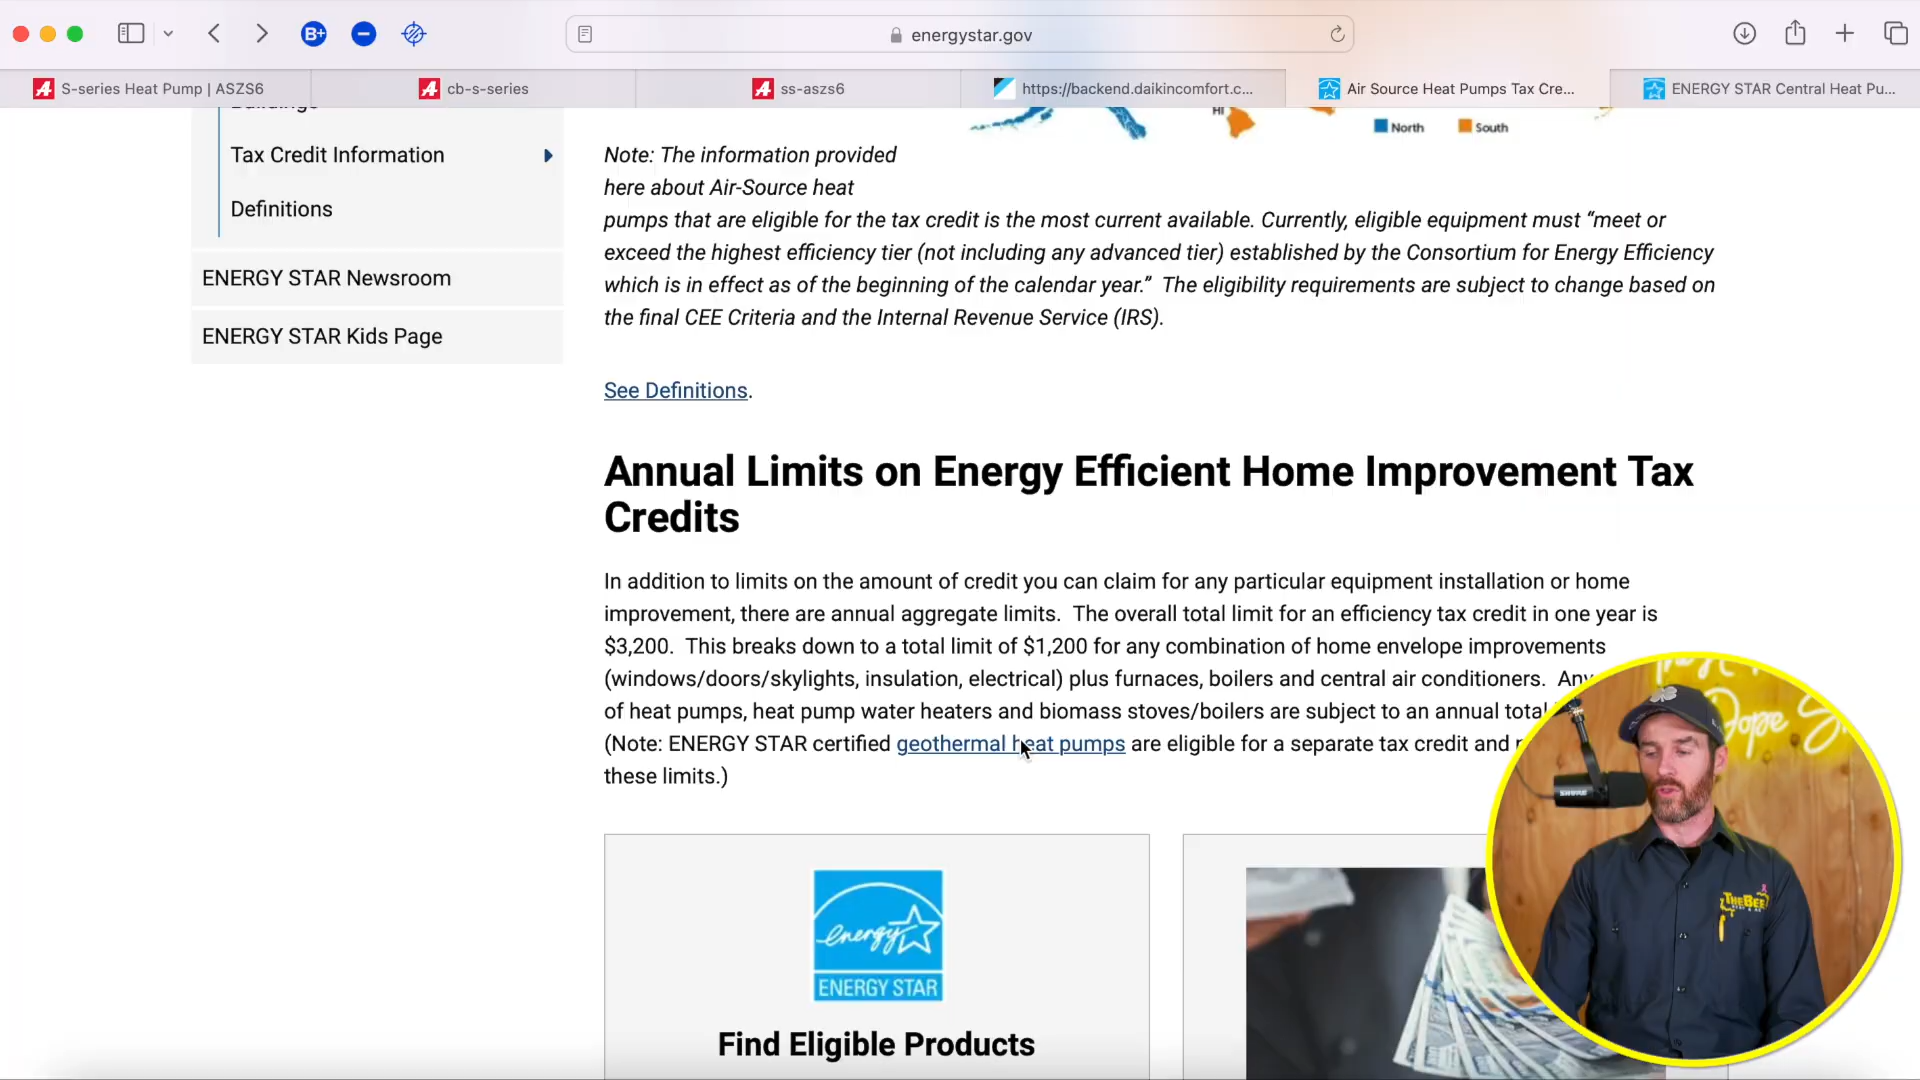 energystar.gov
S-series Heat Pump | ASZS6
cb-s-series
ss-aszs6
https://backend.daikincomfort.c...
Air Source Heat Pumps Tax Cre...
ENERGY STAR Central Heat Pu...
Buildings
Tax Credit Information
Definitions
ENERGY STAR Newsroom
ENERGY STAR Kids Page
HI
North
South
Note: The information provided
here about Air-Source heat
pumps that are eligible for the tax credit is the most current available. Currently, eligible equipment must “meet or
exceed the highest efficiency tier (not including any advanced tier) established by the Consortium for Energy Efficiency
which is in effect as of the beginning of the calendar year.” The eligibility requirements are subject to change based on
the final CEE Criteria and the Internal Revenue Service (IRS).
See Definitions.
Annual Limits on Energy Efficient Home Improvement Tax
Credits
In addition to limits on the amount of credit you can claim for any particular equipment installation or home
improvement, there are annual aggregate limits. The overall total limit for an efficiency tax credit in one year is
$3,200. This breaks down to a total limit of $1,200 for any combination of home envelope improvements
(windows/doors/skylights, insulation, electrical) plus furnaces, boilers and central air conditioners. Any
of heat pumps, heat pump water heaters and biomass stoves/boilers are subject to an annual total
(Note: ENERGY STAR certified geothermal heat pumps are eligible for a separate tax credit and
these limits.)
energy
ENERGY STAR
Find Eligible Products
Dope
THE BEE